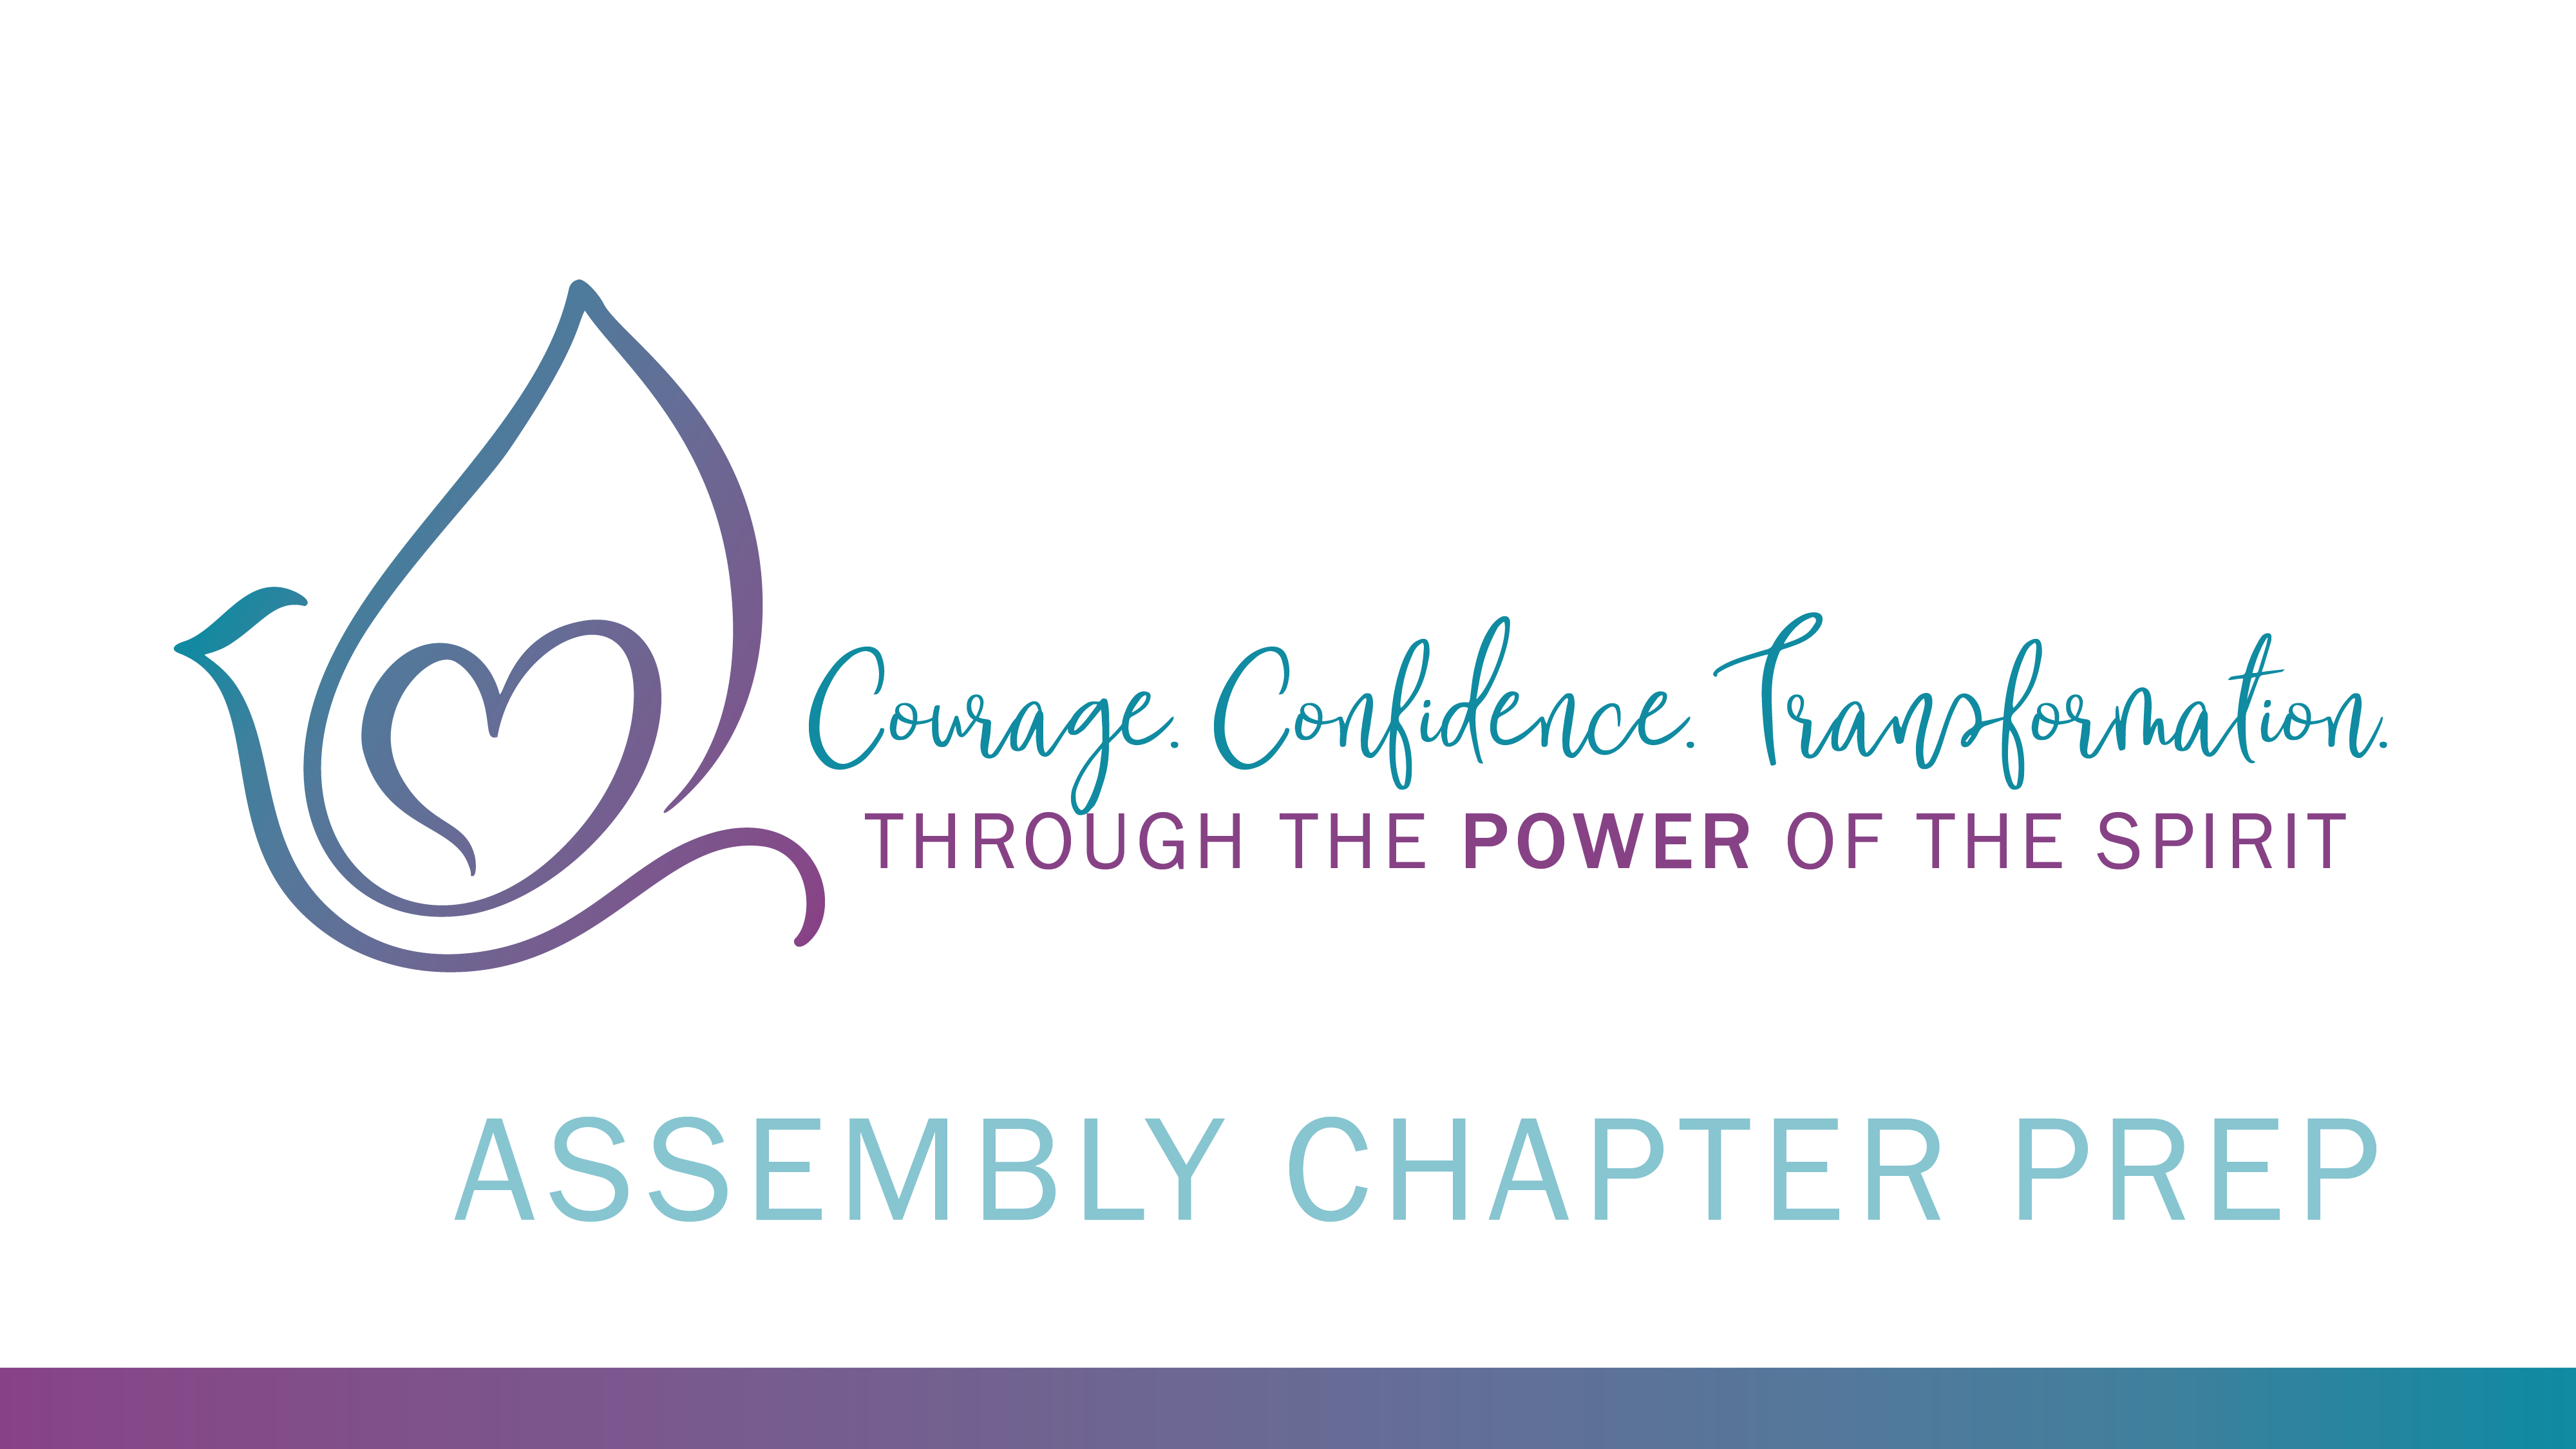 Courage. Confidence. Transformation.
THROUGH THE POWER OF THE SPIRIT
ASSEMBLY CHAPTER PREP